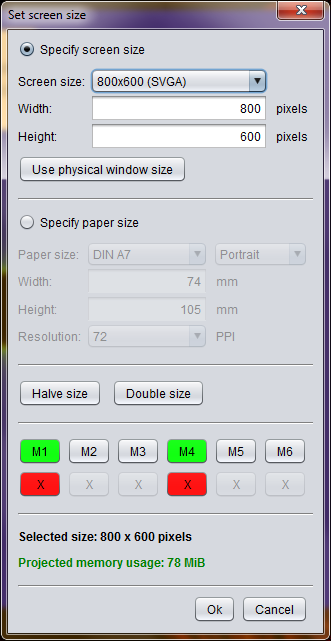 Set screen size
Specify screen size
Screen size: 800x600 (SVGA)
Width: 800 pixels
Height: 600 pixels
Use physical window size
Specify paper size
Paper size: DIN A7 Portrait
Width: 74 mm
Height: 105 mm
Resolution: 72 PPI
Halve size Double size
M1 M2 M3 M4 M5 M6
X X X X X X
Selected size: 800 x 600 pixels
Projected memory usage: 78 MiB
Ok Cancel